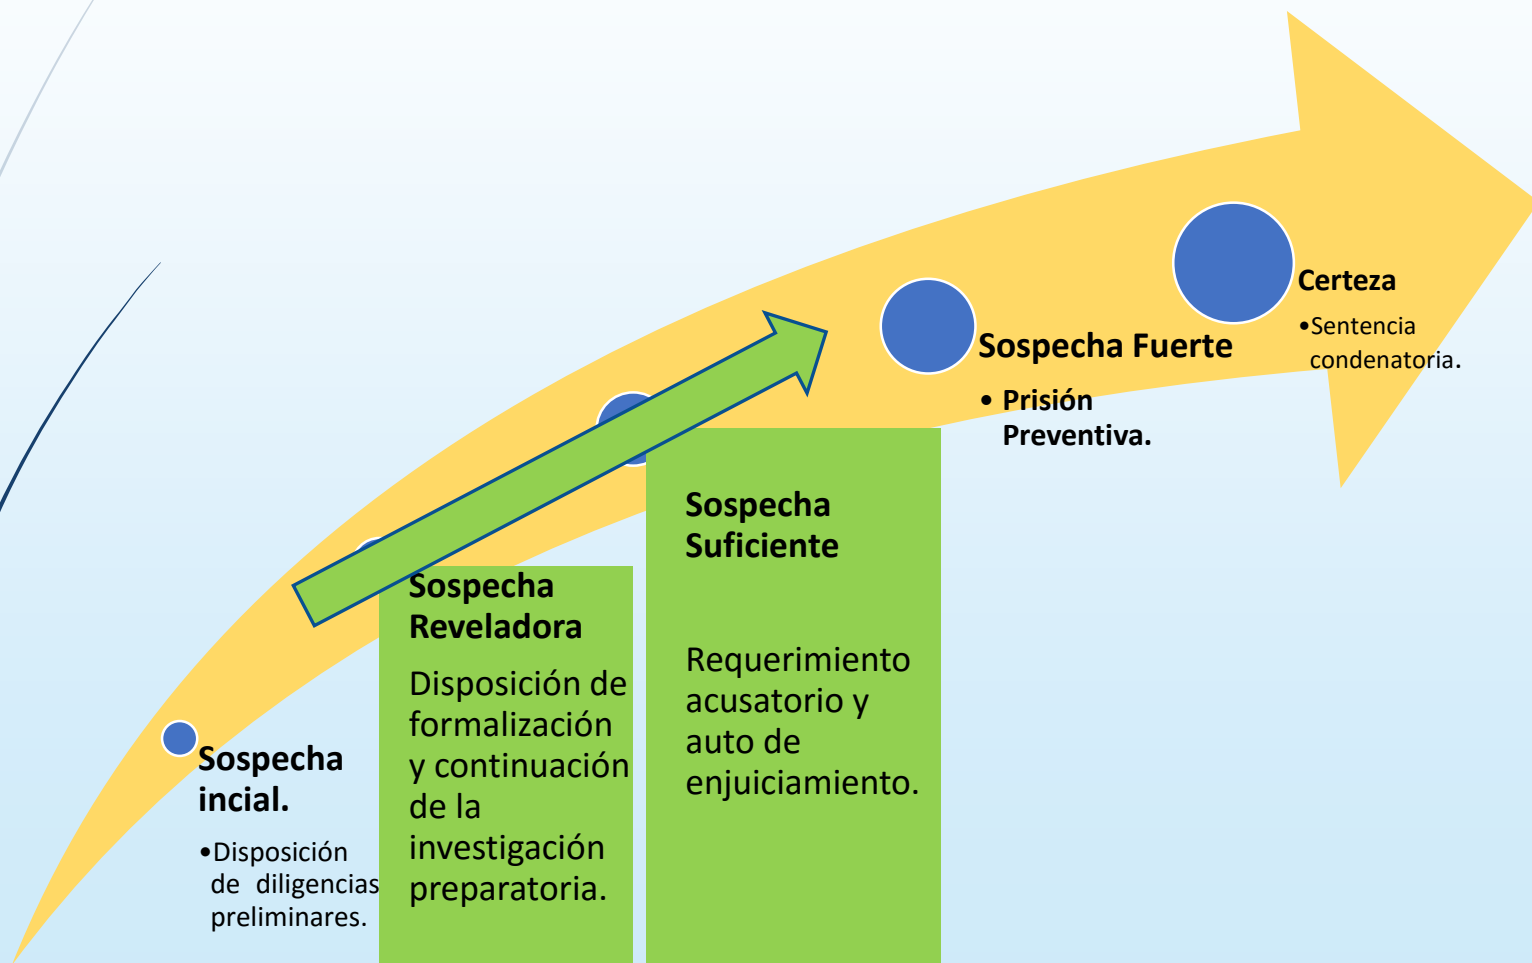 Sospecha
incial.
•Disposición
de diligencias
preliminares.
Sospecha
Reveladora
Disposición de
formalización
y continuación
de la
investigación
preparatoria.
Sospecha
Suficiente
Requerimiento
acusatorio y
auto de
enjuiciamiento.
Sospecha Fuerte
• Prisión
Preventiva.
Certeza
•Sentencia
condenatoria.